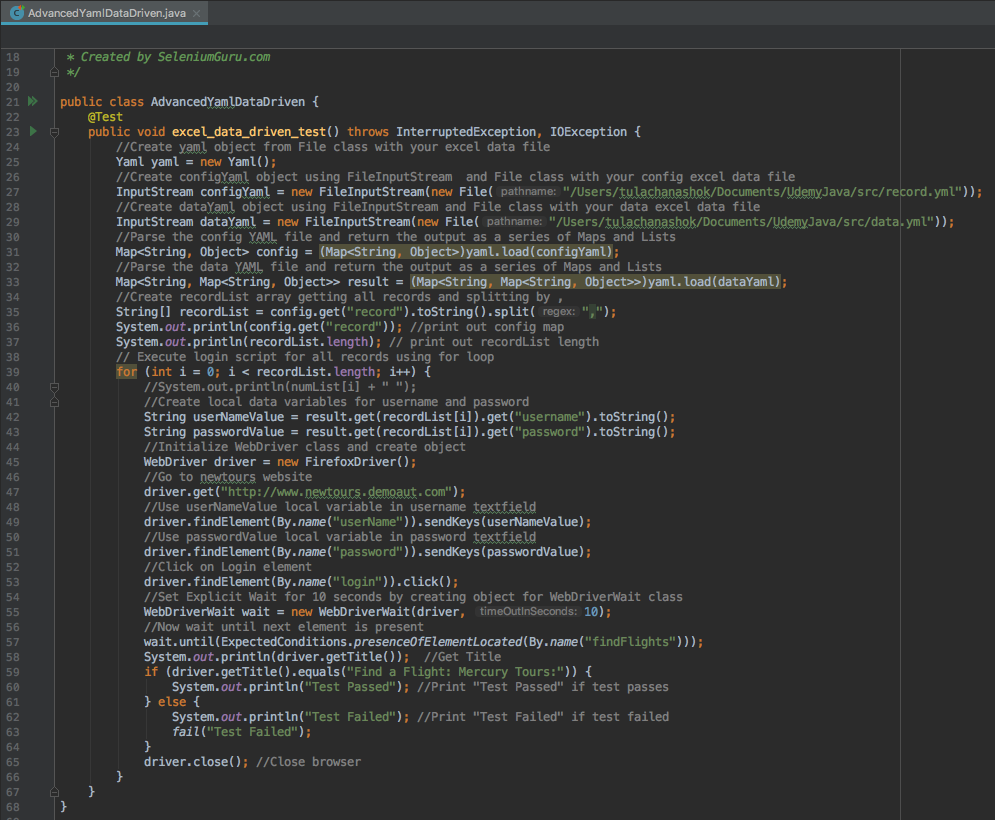 AdvancedYamlDataDriven.java
18 * Created by SeleniumGuru.com
19 */
20
21 public class AdvancedYamlDataDriven {
22 @Test
23 public void excel_data_driven_test() throws InterruptedException, IOException {
24 //Create yaml object from File class with your excel data file
25 Yaml yaml = new Yaml();
26 //Create configYaml object using FileInputStream  and File class with your config excel data file
27 InputStream configYaml = new FileInputStream(new File( pathname: "/Users/tulachanashok/Documents/UdemyJava/src/record.yml"));
28 //Create dataYaml object using FileInputStream and File class with your data excel data file
29 InputStream dataYaml = new FileInputStream(new File( pathname: "/Users/tulachanashok/Documents/UdemyJava/src/data.yml"));
30 //Parse the config YAML file and return the output as a series of Maps and Lists
31 Map<String, Object> config = (Map<String, Object>)yaml.load(configYaml);
32 //Parse the data YAML file and return the output as a series of Maps and Lists
33 Map<String, Map<String, Object>> result = (Map<String, Map<String, Object>>)yaml.load(dataYaml);
34 //Create recordList array getting all records and splitting by ,
35 String[] recordList = config.get("record").toString().split( regex: ",");
36 System.out.println(config.get("record")); //print out config map
37 System.out.println(recordList.length); // print out recordList length
38 // Execute login script for all records using for loop
39 for (int i = 0; i < recordList.length; i++) {
40 //System.out.println(numList[i] + " ");
41 //Create local data variables for username and password
42 String userNameValue = result.get(recordList[i]).get("username").toString();
43 String passwordValue = result.get(recordList[i]).get("password").toString();
44 //Initialize WebDriver class and create object
45 WebDriver driver = new FirefoxDriver();
46 //Go to newtours website
47 driver.get("http://www.newtours.demoaut.com");
48 //Use userNameValue local variable in username textfield
49 driver.findElement(By.name("userName")).sendKeys(userNameValue);
50 //Use passwordValue local variable in password textfield
51 driver.findElement(By.name("password")).sendKeys(passwordValue);
52 //Click on Login element
53 driver.findElement(By.name("login")).click();
54 //Set Explicit Wait for 10 seconds by creating object for WebDriverWait class
55 WebDriverWait wait = new WebDriverWait(driver, timeOutInSeconds: 10);
56 //Now wait until next element is present
57 wait.until(ExpectedConditions.presenceOfElementLocated(By.name("findFlights")));
58 System.out.println(driver.getTitle());  //Get Title
59 if (driver.getTitle().equals("Find a Flight: Mercury Tours:")) {
60 System.out.println("Test Passed"); //Print "Test Passed" if test passes
61 } else {
62 System.out.println("Test Failed"); //Print "Test Failed" if test failed
63 fail("Test Failed");
64 }
65 driver.close(); //Close browser
66 }
67 }
68 }